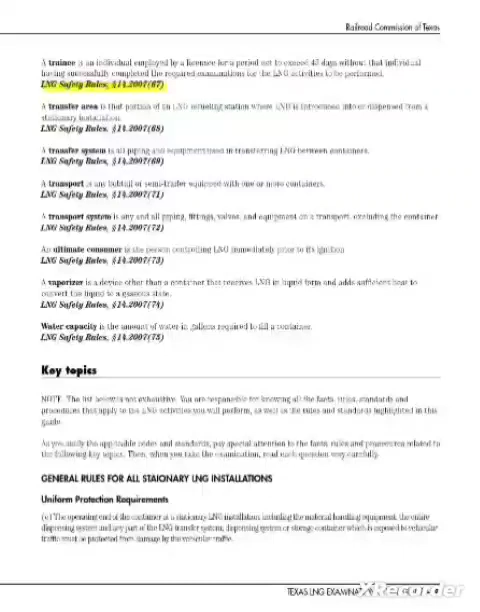 Railroad Commission of Texas
A trainee is an individual employed by a licensee for a period not to exceed 45 days without that individual
having successfully completed the required examinations for the LNG activities to be performed.
LNG Safety Rules, §14.2007(67)
A transfer area is that portion of an LNG refueling station where LNG is introduced into or dispensed from a
stationary installation.
LNG Safety Rules, §14.2007(68)
A transfer system is all piping and equipment used in transferring LNG between containers.
LNG Safety Rules, §14.2007(69)
A transport is any bobtail or semi-trailer equipped with one or more containers.
LNG Safety Rules, §14.2007(71)
A transport system is any and all piping, fittings, valves, and equipment on a transport, excluding the container.
LNG Safety Rules, §14.2007(72)
An ultimate consumer is the person controlling LNG immediately prior to its ignition.
LNG Safety Rules, §14.2007(73)
A vaporizer is a device other than a container that receives LNG in liquid form and adds sufficient heat to
convert the liquid to a gaseous state.
LNG Safety Rules, §14.2007(74)
Water capacity is the amount of water in gallons required to fill a container.
LNG Safety Rules, §14.2007(75)
Key topics
NOTE: The list below is not exhaustive. You are responsible for knowing all the facts, rules, standards and
procedures that apply to the LNG activities you will perform, as well as the rules and standards highlighted in this
guide.
As you study the applicable codes and standards, pay special attention to the facts, rules and procedures related to
the following key topics. Then, when you take the examination, read each question very carefully.
GENERAL RULES FOR ALL STAIONARY LNG INSTALLATIONS
Uniform Protection Requirements
(c) The operating end of the container at a stationary LNG installation, including the material handling equipment, the entire
dispensing system and any part of the LNG transfer system, dispensing system or storage container which is exposed to vehicular
traffic must be protected from damage by the vehicular traffic.
TEXAS LNG EXAMINATION
XRecorder